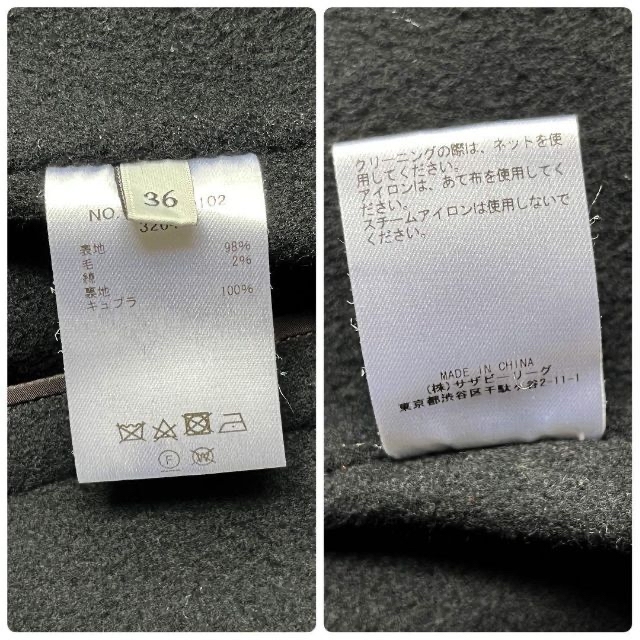 36
NO.
102
表地
毛 98%
綿 2%
裏地
キュプラ 100%
F
W
クリーニングの際は、ネットを使
用してください。
アイロンは、あて布を使用してく
ださい。
スチームアイロンは使用しないで
ください。
MADE IN CHINA
(株)サザビーリーグ
東京都渋谷区千駄ヶ谷2-11-1